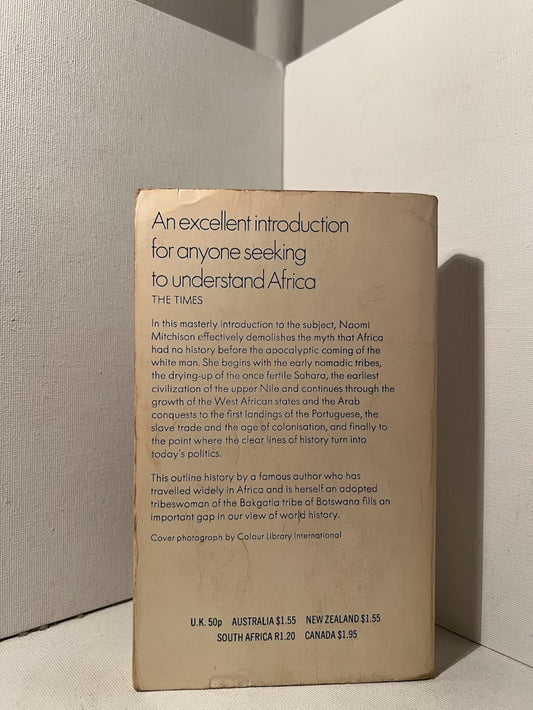 An excellent introduction
for anyone seeking
to understand Africa
THE TIMES
In this masterly introduction to the subject, Naomi
Mitchison effectively demolishes the myth that Africa
had no history before the apocalyptic coming of the
white man. She begins with the early nomadic tribes,
the drying-up of the once fertile Sahara, the earliest
civilization of the upper Nile and continues through the
growth of the West African states and the Arab
conquests to the first landings of the Portuguese, the
slave trade and the age of colonisation, and finally to
the point where the clear lines of history turn into
today's politics.
This outline history by a famous author who has
travelled widely in Africa and is herself an adopted
tribeswoman of the Bakgatla tribe of Botswana fills an
important gap in our view of world history.
Cover photograph by Colour Library International
U.K. 50p AUSTRALIA $1.55 NEW ZEALAND $1.55
SOUTH AFRICA R1.20 CANADA $1.95